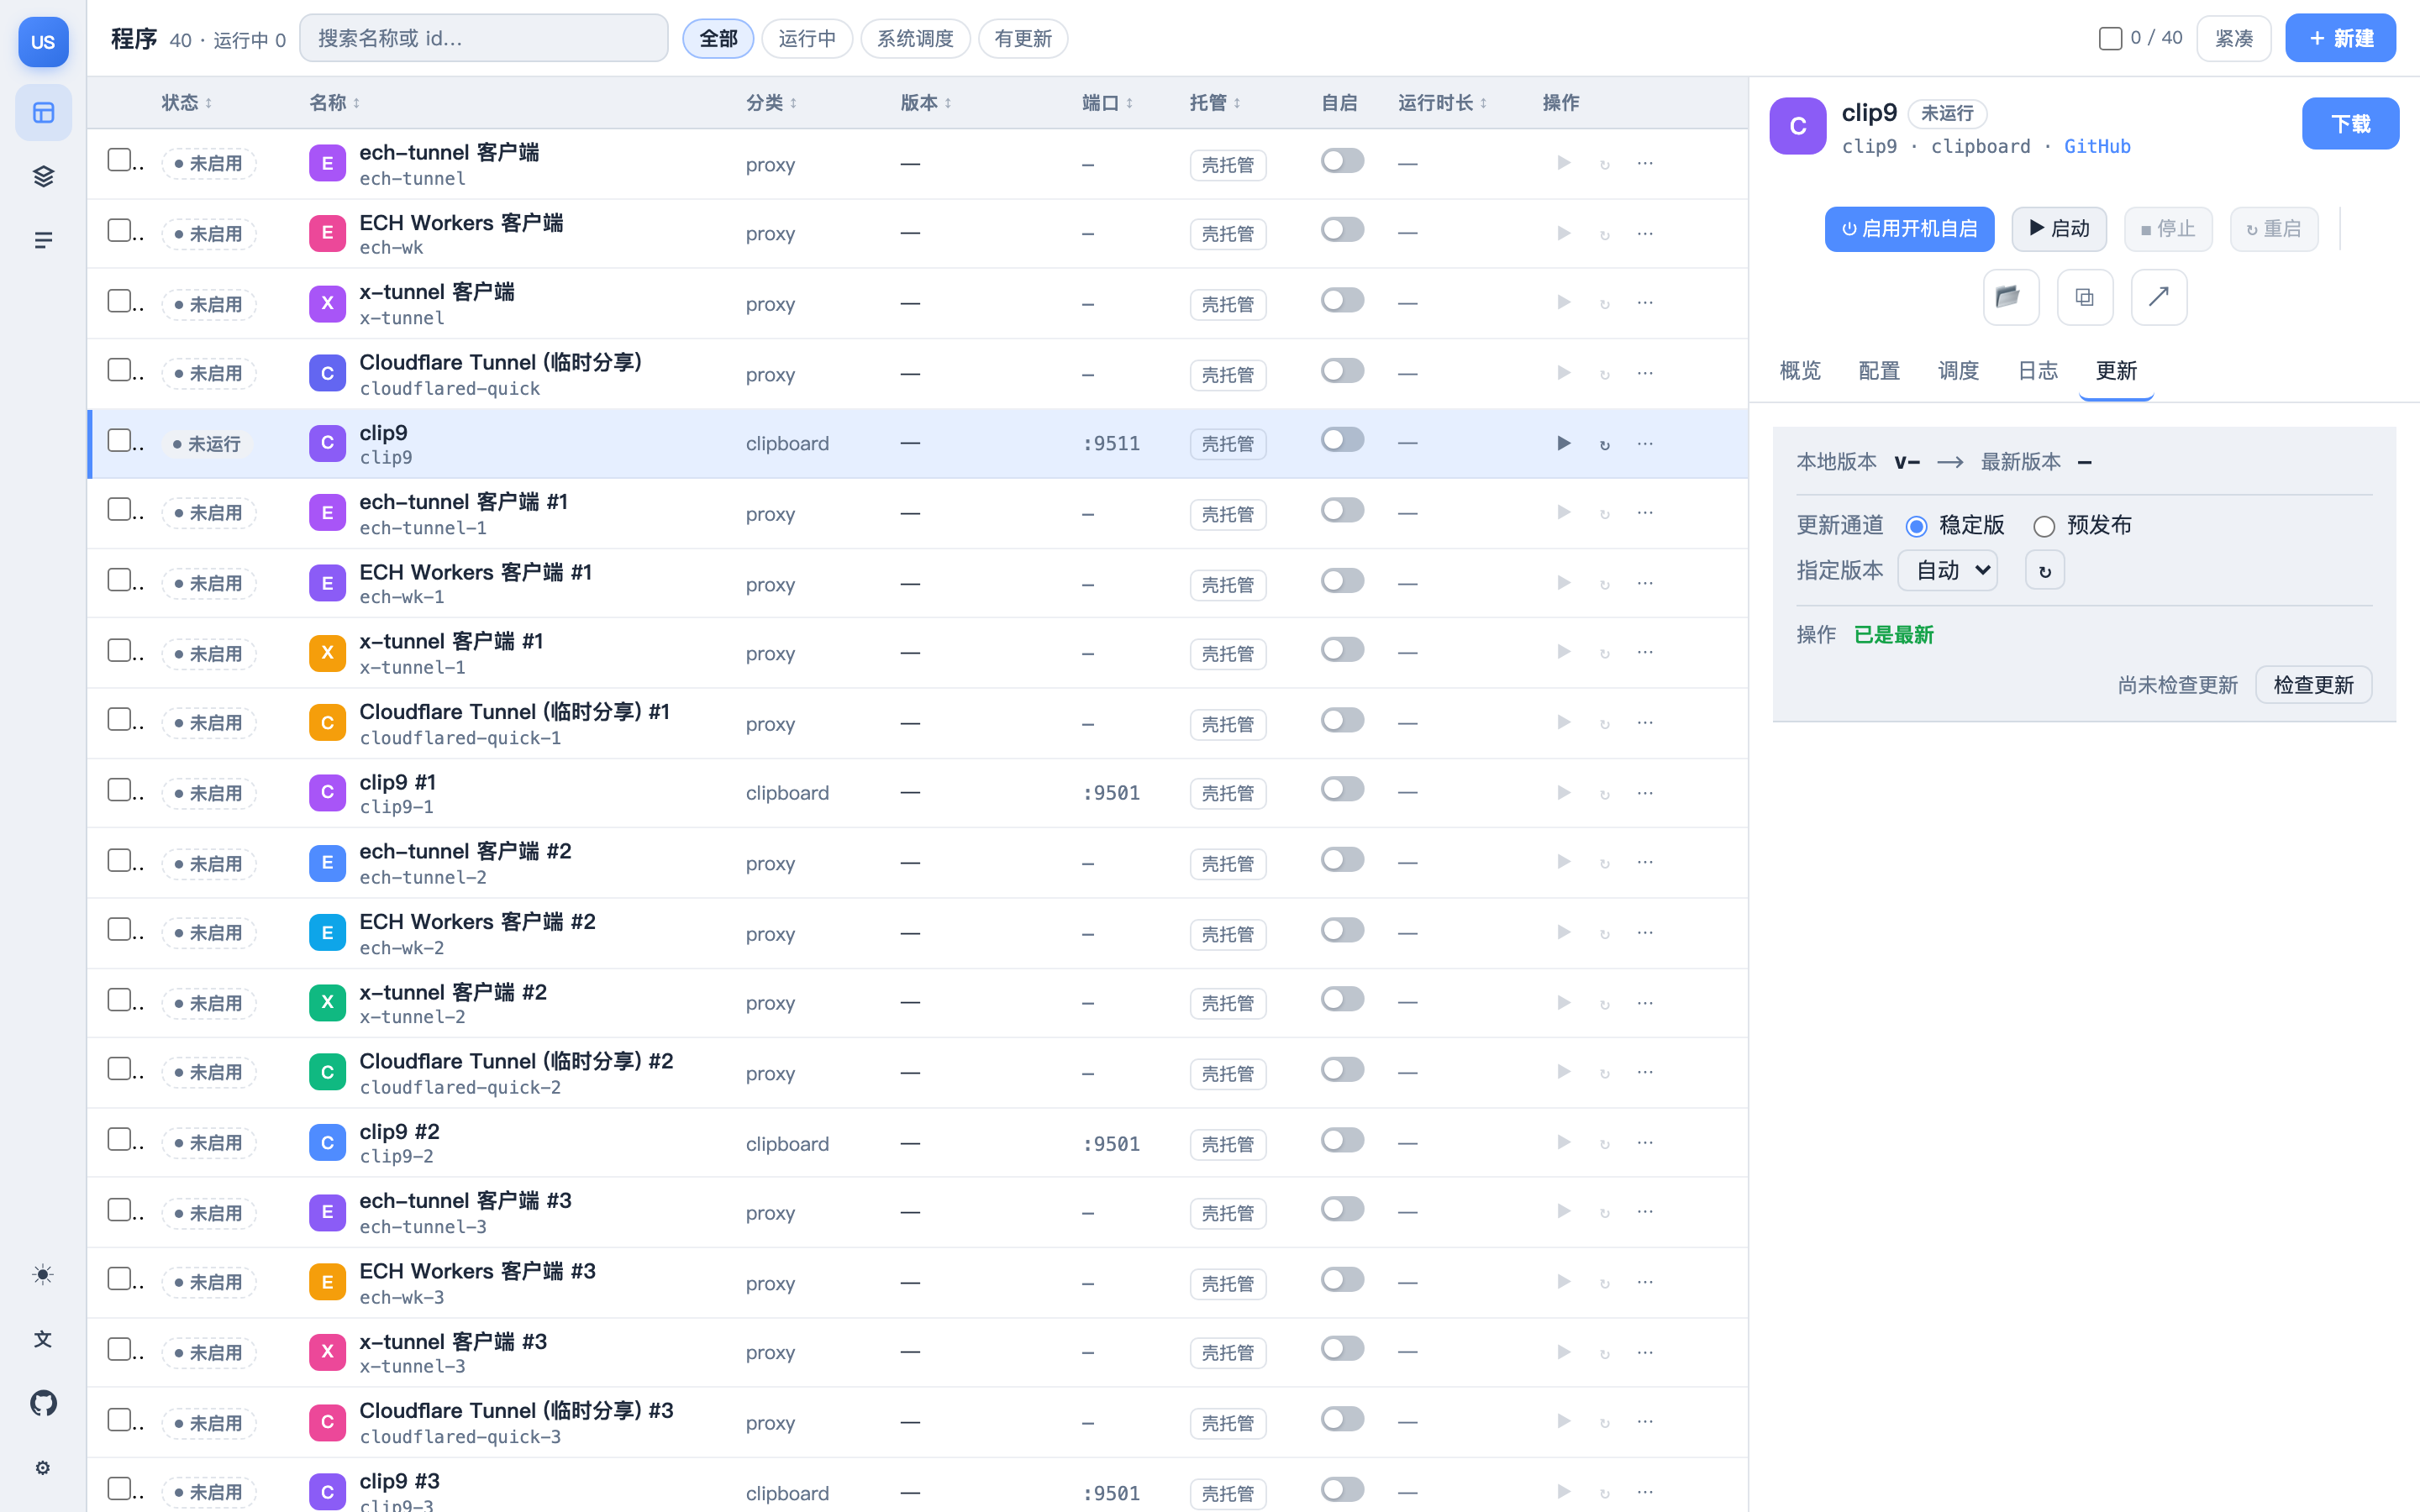 US
程序 40 · 运行中 0 搜索名称或 id... 全部 运行中 系统调度 有更新 0 / 40 紧凑 + 新建
状态 ↕ 名称 ↕ 分类 ↕ 版本 ↕ 端口 ↕ 托管 ↕ 自启 运行时长 ↕ 操作
.. 未启用 E ech-tunnel 客户端 proxy — – 壳托管 — ▶ ↻ ···
ech-tunnel
.. 未启用 E ECH Workers 客户端 proxy — – 壳托管 — ▶ ↻ ···
ech-wk
.. 未启用 X x-tunnel 客户端 proxy — – 壳托管 — ▶ ↻ ···
x-tunnel
.. 未启用 C Cloudflare Tunnel (临时分享) proxy — – 壳托管 — ▶ ↻ ···
cloudflared-quick
.. 未运行 C clip9 clipboard — :9511 壳托管 — ▶ ↻ ···
clip9
.. 未启用 E ech-tunnel 客户端 #1 proxy — – 壳托管 — ▶ ↻ ···
ech-tunnel-1
.. 未启用 E ECH Workers 客户端 #1 proxy — – 壳托管 — ▶ ↻ ···
ech-wk-1
.. 未启用 X x-tunnel 客户端 #1 proxy — – 壳托管 — ▶ ↻ ···
x-tunnel-1
.. 未启用 C Cloudflare Tunnel (临时分享) #1 proxy — – 壳托管 — ▶ ↻ ···
cloudflared-quick-1
.. 未启用 C clip9 #1 clipboard — :9501 壳托管 — ▶ ↻ ···
clip9-1
.. 未启用 E ech-tunnel 客户端 #2 proxy — – 壳托管 — ▶ ↻ ···
ech-tunnel-2
.. 未启用 E ECH Workers 客户端 #2 proxy — – 壳托管 — ▶ ↻ ···
ech-wk-2
.. 未启用 X x-tunnel 客户端 #2 proxy — – 壳托管 — ▶ ↻ ···
x-tunnel-2
.. 未启用 C Cloudflare Tunnel (临时分享) #2 proxy — – 壳托管 — ▶ ↻ ···
cloudflared-quick-2
.. 未启用 C clip9 #2 clipboard — :9501 壳托管 — ▶ ↻ ···
clip9-2
.. 未启用 E ech-tunnel 客户端 #3 proxy — – 壳托管 — ▶ ↻ ···
ech-tunnel-3
.. 未启用 E ECH Workers 客户端 #3 proxy — – 壳托管 — ▶ ↻ ···
ech-wk-3
.. 未启用 X x-tunnel 客户端 #3 proxy — – 壳托管 — ▶ ↻ ···
x-tunnel-3
.. 未启用 C Cloudflare Tunnel (临时分享) #3 proxy — – 壳托管 — ▶ ↻ ···
cloudflared-quick-3
.. 未启用 C clip9 #3 clipboard — :9501 壳托管 — ▶ ↻ ···
clip9-3
文
C clip9 未运行 下载
clip9 · clipboard · GitHub
启用开机自启 ▶ 启动 ■ 停止 ↻ 重启
概览 配置 调度 日志 更新
本地版本 v– → 最新版本 –
更新通道 稳定版 预发布
指定版本 自动 ↻
操作 已是最新
尚未检查更新 检查更新